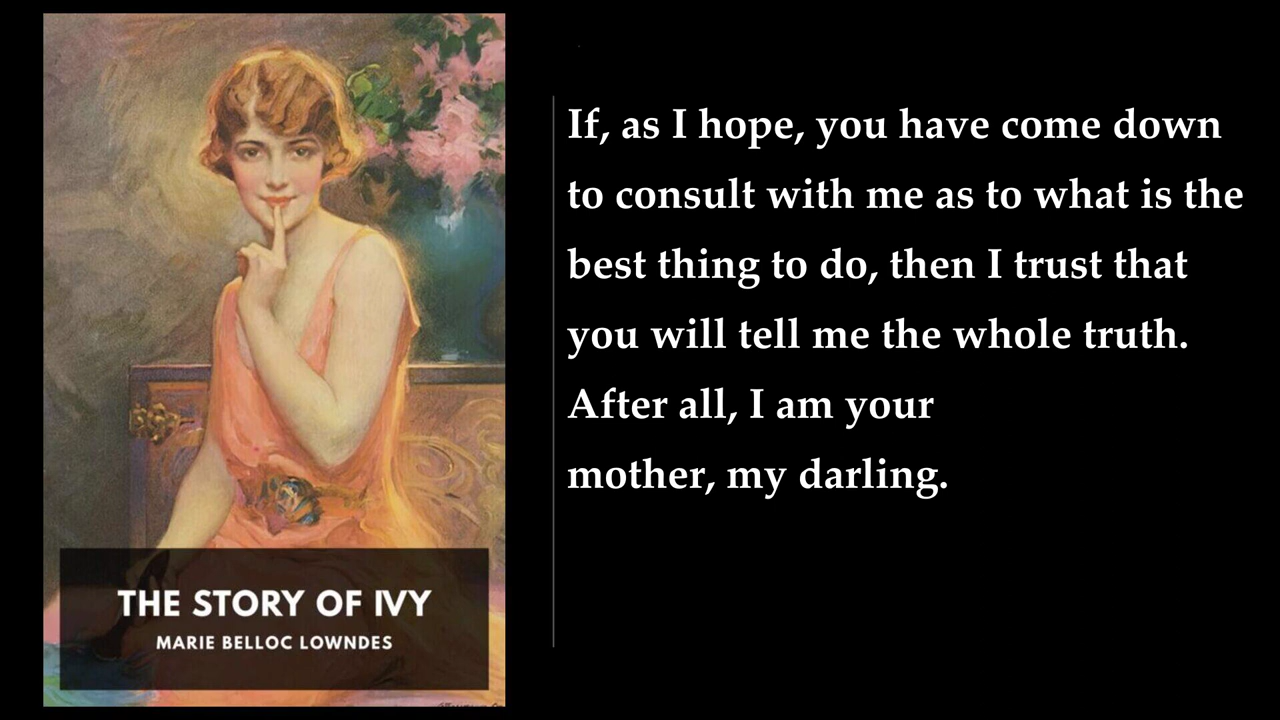 If, as I hope, you have come down
to consult with me as to what is the
best thing to do, then I trust that
you will tell me the whole truth.
After all, I am your
mother, my darling.
THE STORY OF IVY
MARIE BELLOC LOWNDES